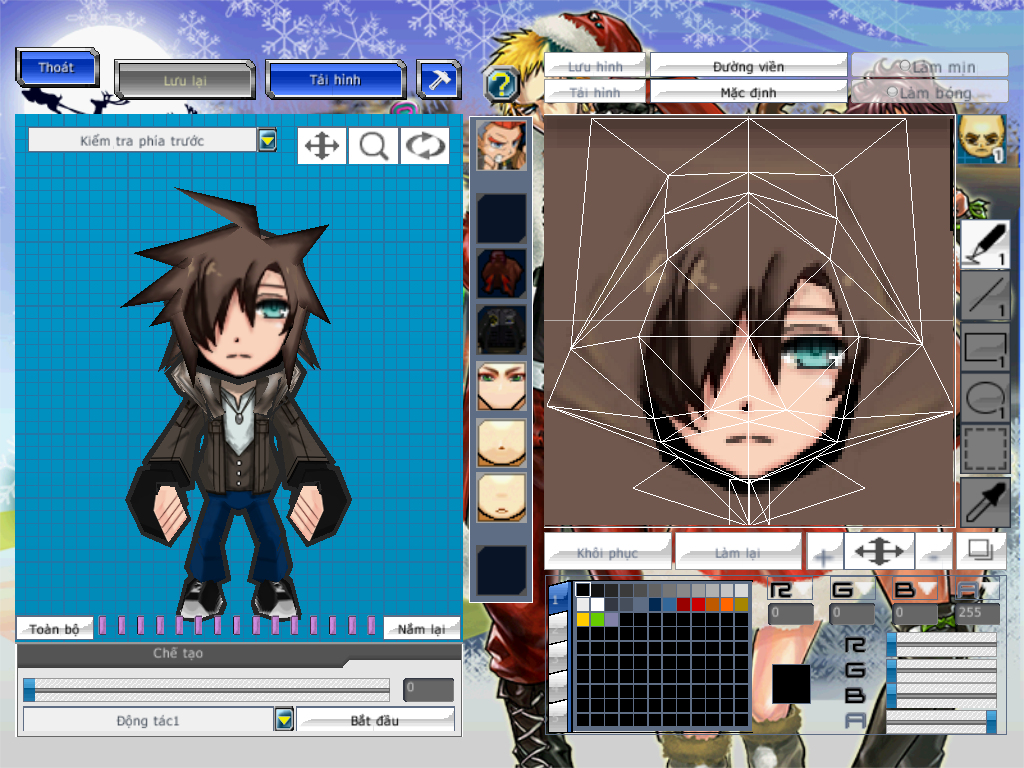 Thoát
Lưu lại
Tải hình
Lưu hình
Đường viền
Làm mịn
Tải hình
Mặc định
Làm bóng
Kiểm tra phía trước
1
1
1
1
1
Toàn bộ
Nắm lại
Khôi phục
Làm lại
Chế tạo
0
Động tác1
Bắt đầu
1
R
G
B
A
0
0
0
255
R
G
B
A